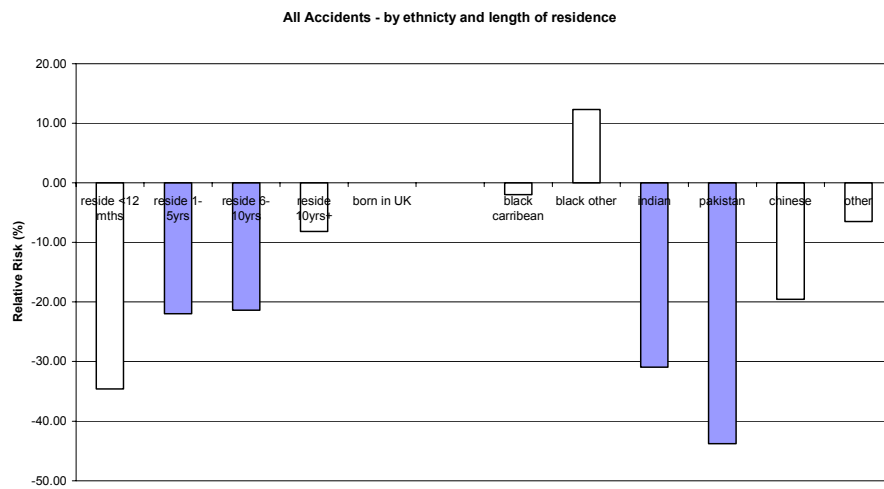 All Accidents - by ethnicty and length of residence
20.00
10.00
0.00
-10.00
-20.00
-30.00
-40.00
-50.00
Relative Risk (%)
reside <12
mths
reside 1-
5yrs
reside 6-
10yrs
reside
10yrs+
born in UK
black
carribean
black other
indian
pakistan
chinese
other